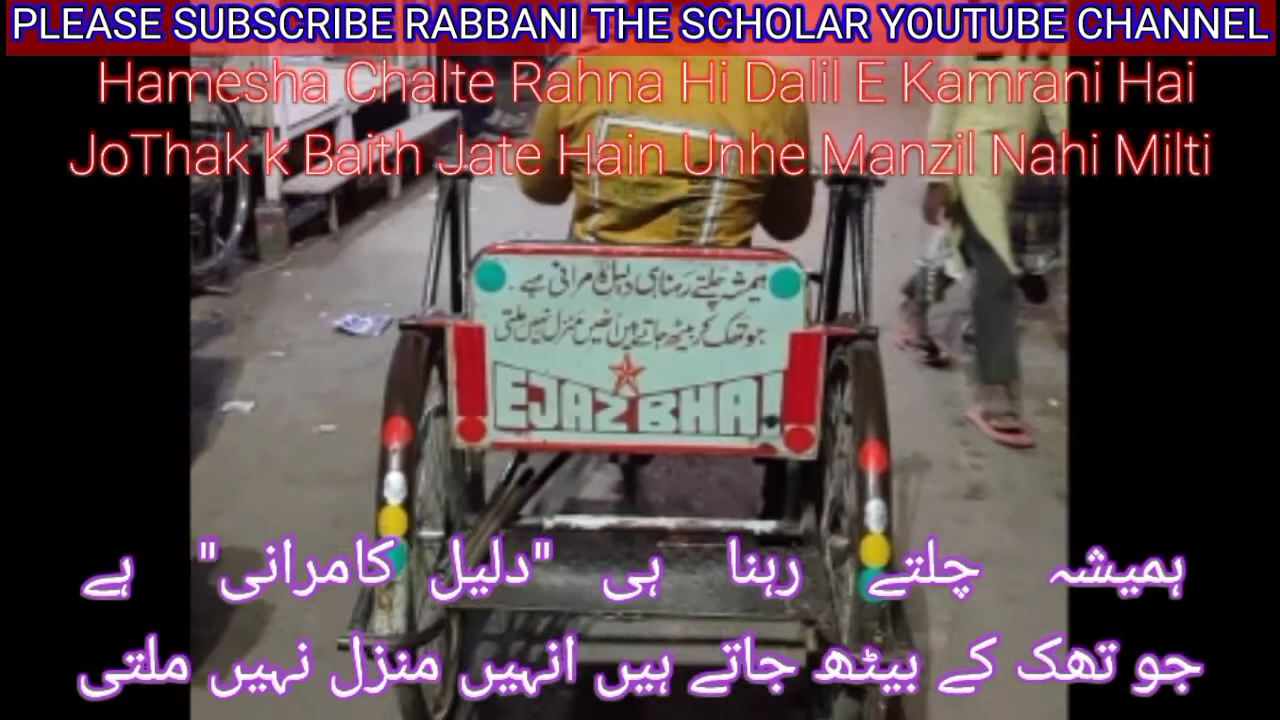 PLEASE SUBSCRIBE RABBANI THE SCHOLAR YOUTUBE CHANNEL
Hamesha Chalte Rahna Hi Dalil E Kamrani Hai
JoThak k Baith Jate Hain Unhe Manzil Nahi Milti
ہمیشہ چلتے رہنا ہی دلیل کامرانی ہے ۔
جو تھک کر بیٹھ جاتے ہیں انھیں منزل نہیں ملتی
EJAZ BHAI
ہمیشہ چلتے رہنا ہی "دلیل کامرانی" ہے
جو تھک کے بیٹھ جاتے ہیں انہیں منزل نہیں ملتی